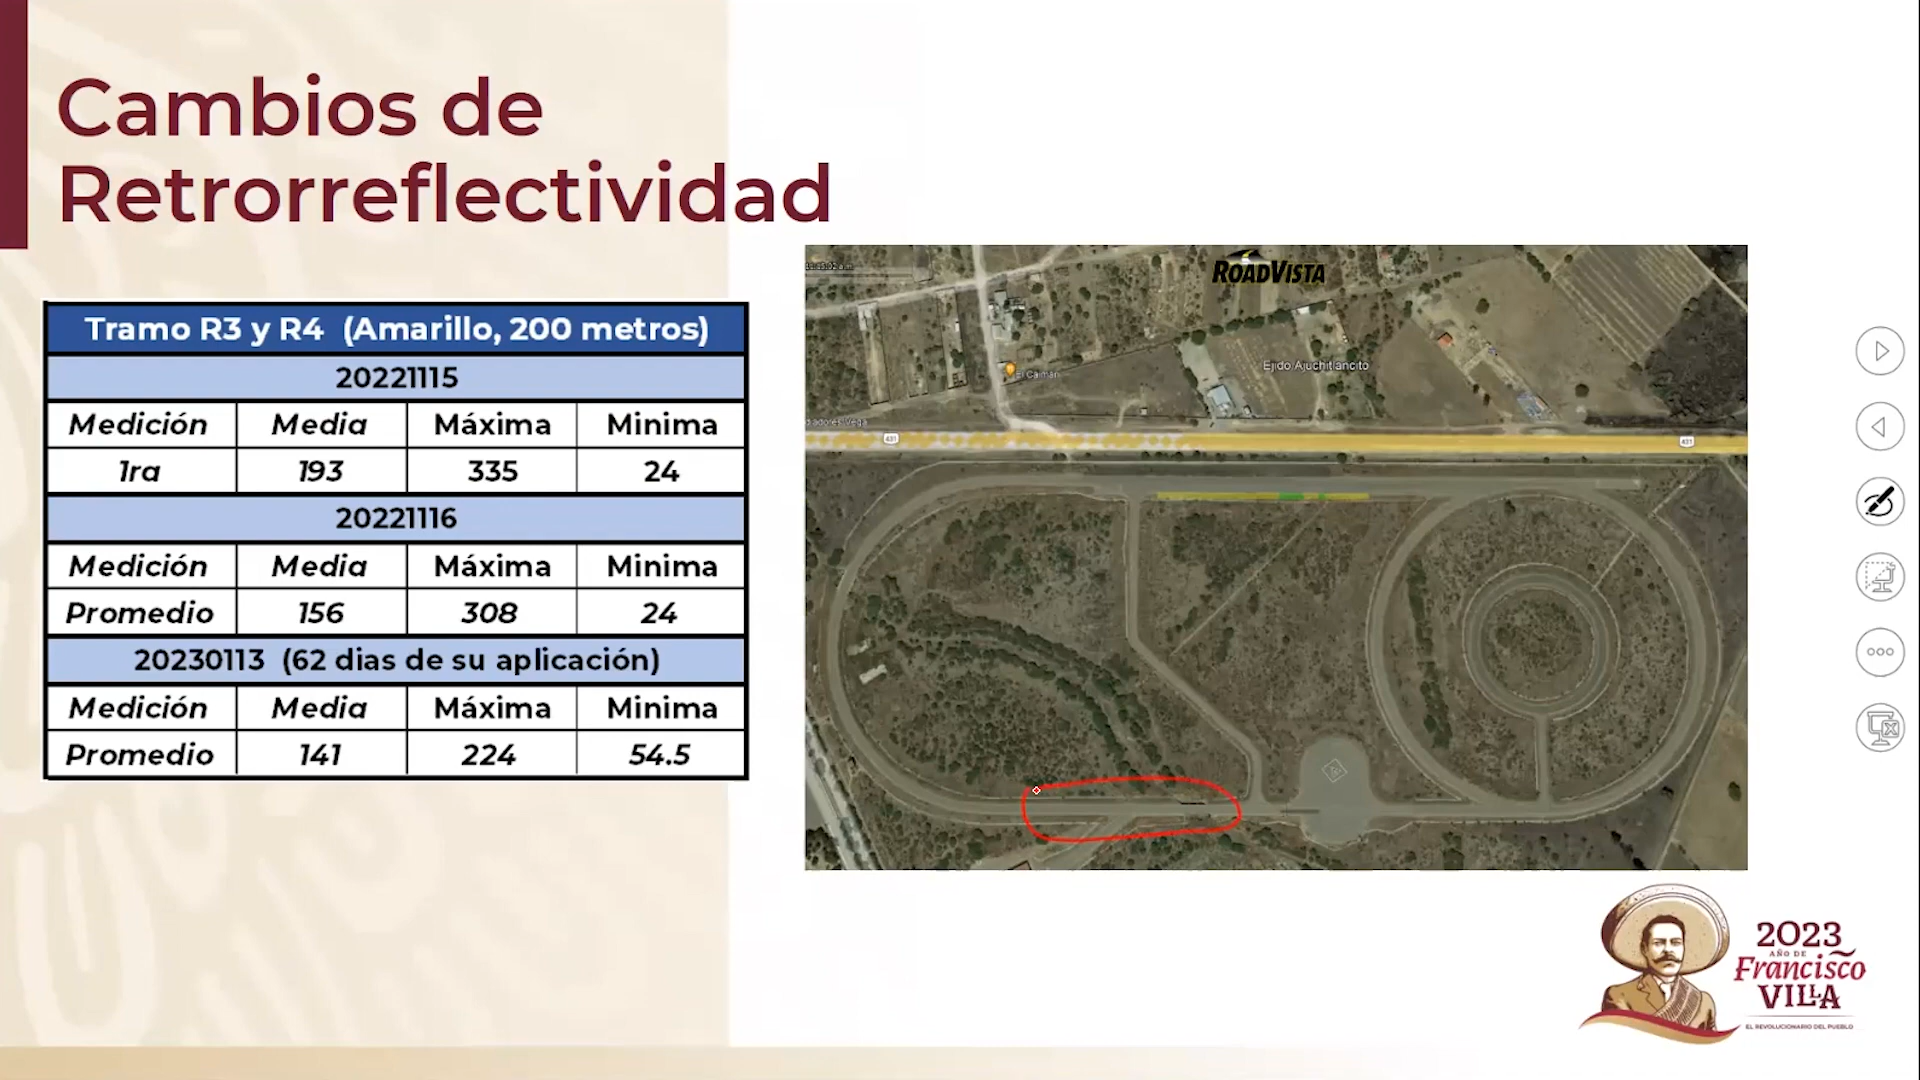 Cambios de
Retrorreflectividad
Tramo R3 y R4 (Amarillo, 200 metros)
20221115
Medición Media Máxima Minima
1ra 193 335 24
20221116
Medición Media Máxima Minima
Promedio 156 308 24
20230113 (62 dias de su aplicación)
Medición Media Máxima Minima
Promedio 141 224 54.5
ROADVISTA
Ejido Ajuchitlancito
El Caimán
431
431
2023
AÑO DE
Francisco
VILLA
EL REVOLUCIONARIO DEL PUEBLO